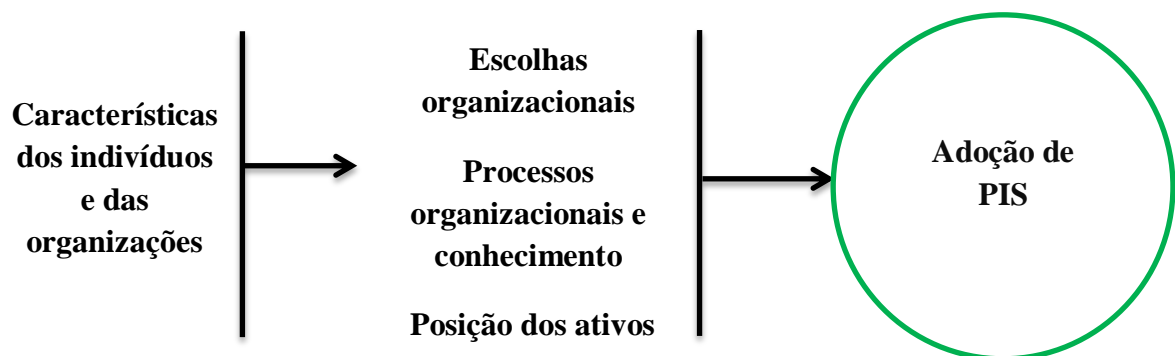 Características
dos indivíduos
e das
organizações
Escolhas
organizacionais
Processos
organizacionais e
conhecimento
Posição dos ativos
Adoção de
PIS